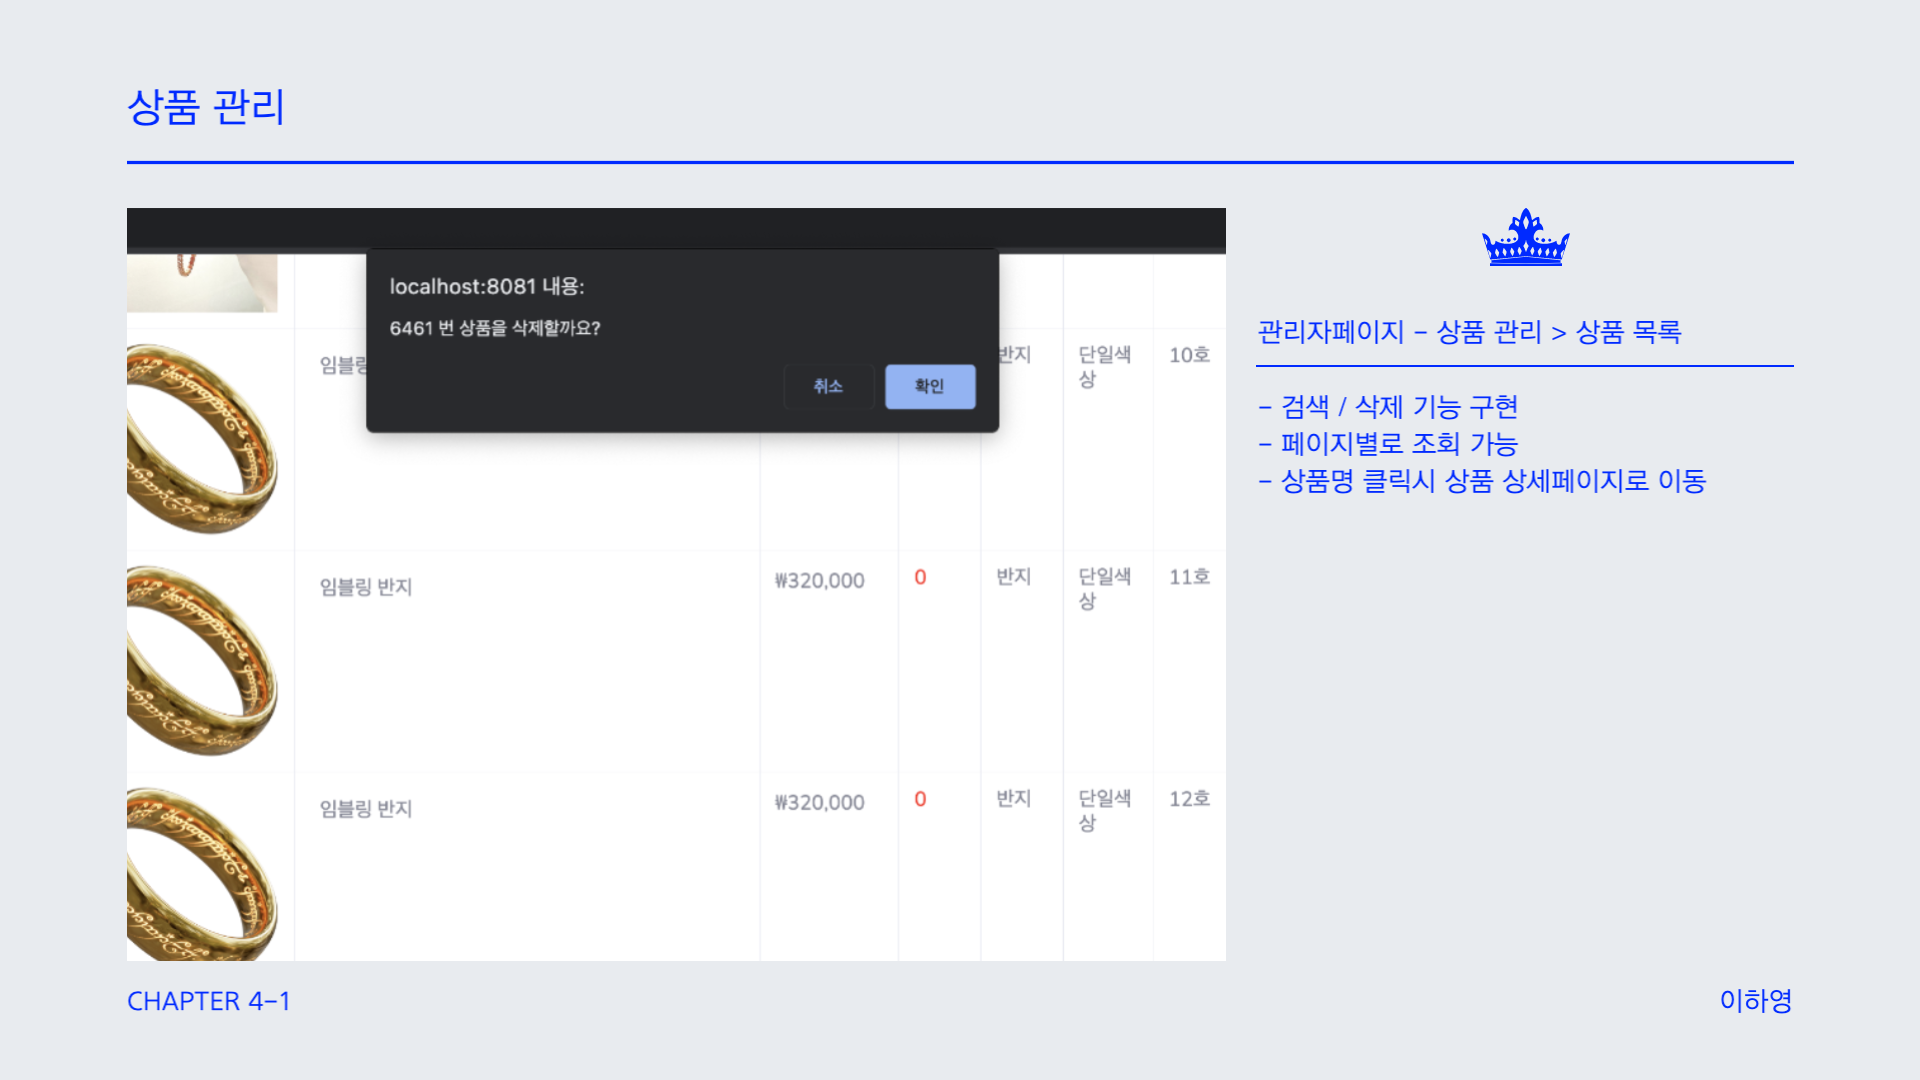 상품 관리
localhost:8081 내용:
6461 번 상품을 삭제할까요?
취소 확인
임블링 반지 단일색 10호
상
임블링 반지 ₩320,000 0 반지 단일색 11호
상
임블링 반지 ₩320,000 0 반지 단일색 12호
상
관리자페이지 - 상품 관리 > 상품 목록
- 검색 / 삭제 기능 구현
- 페이지별로 조회 가능
- 상품명 클릭시 상품 상세페이지로 이동
CHAPTER 4-1
이하영